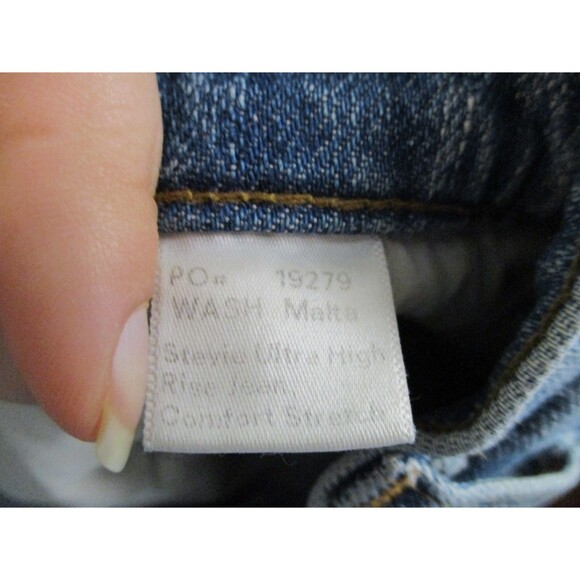 PO# 19279
WASH Malta
Stevie Ultra High
Rise Jean,
Comfort Stretch